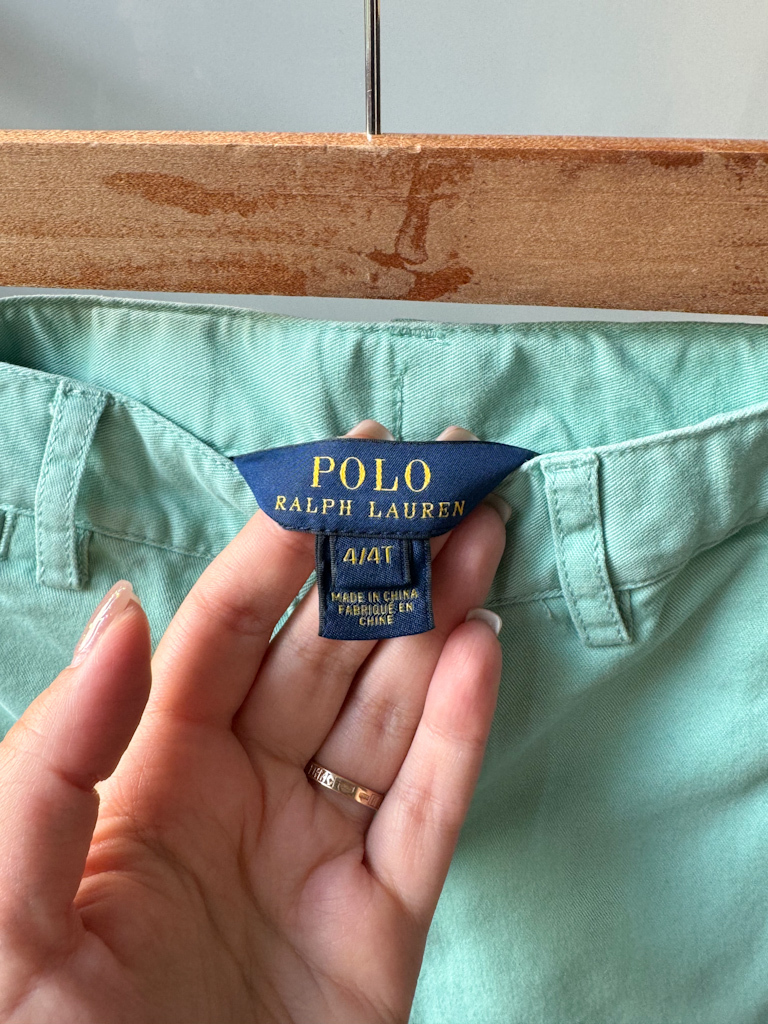 POLO
RALPH LAUREN
4/4T
MADE IN CHINA
FABRIQUÉ EN
CHINE